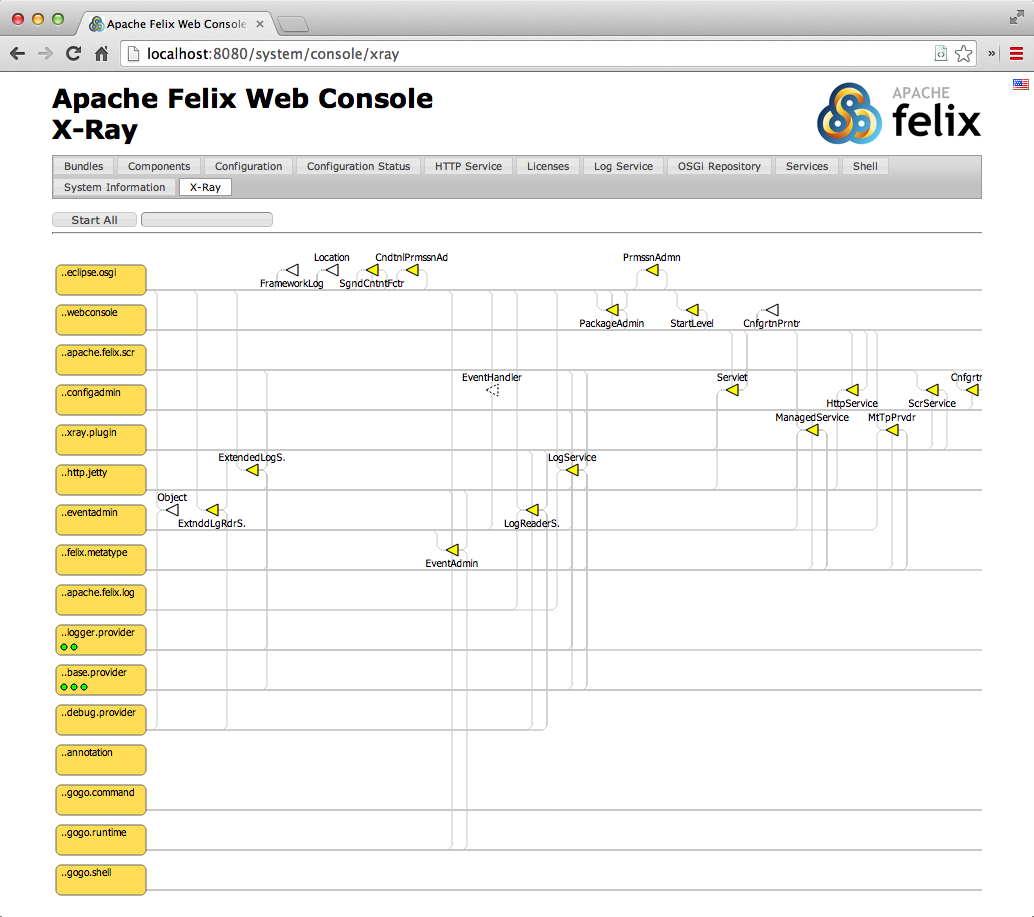 Apache Felix Web Console
localhost:8080/system/console/xray
Apache Felix Web Console
X-Ray
APACHE
felix
Bundles Components Configuration Configuration Status HTTP Service Licenses Log Service OSGi Repository Services Shell
System Information X-Ray
Start All
Location CndtnlPrmssnAd PrmssnAdmn
..eclipse.osgi
FrameworkLog SgndCntntFctr
..webconsole
PackageAdmin StartLevel CnfgrtnPrntr
..apache.felix.scr
EventHandler Servlet Cnfgrtr
..configadmin
HttpService ScrService
ManagedService MtTpPrvdr
..xray.plugin
ExtendedLogS. LogService
..http.jetty
Object
..eventadmin
ExtnddLgRdrS. LogReaderS.
..felix.metatype
EventAdmin
..apache.felix.log
..logger.provider
..base.provider
..debug.provider
..annotation
..gogo.command
..gogo.runtime
..gogo.shell